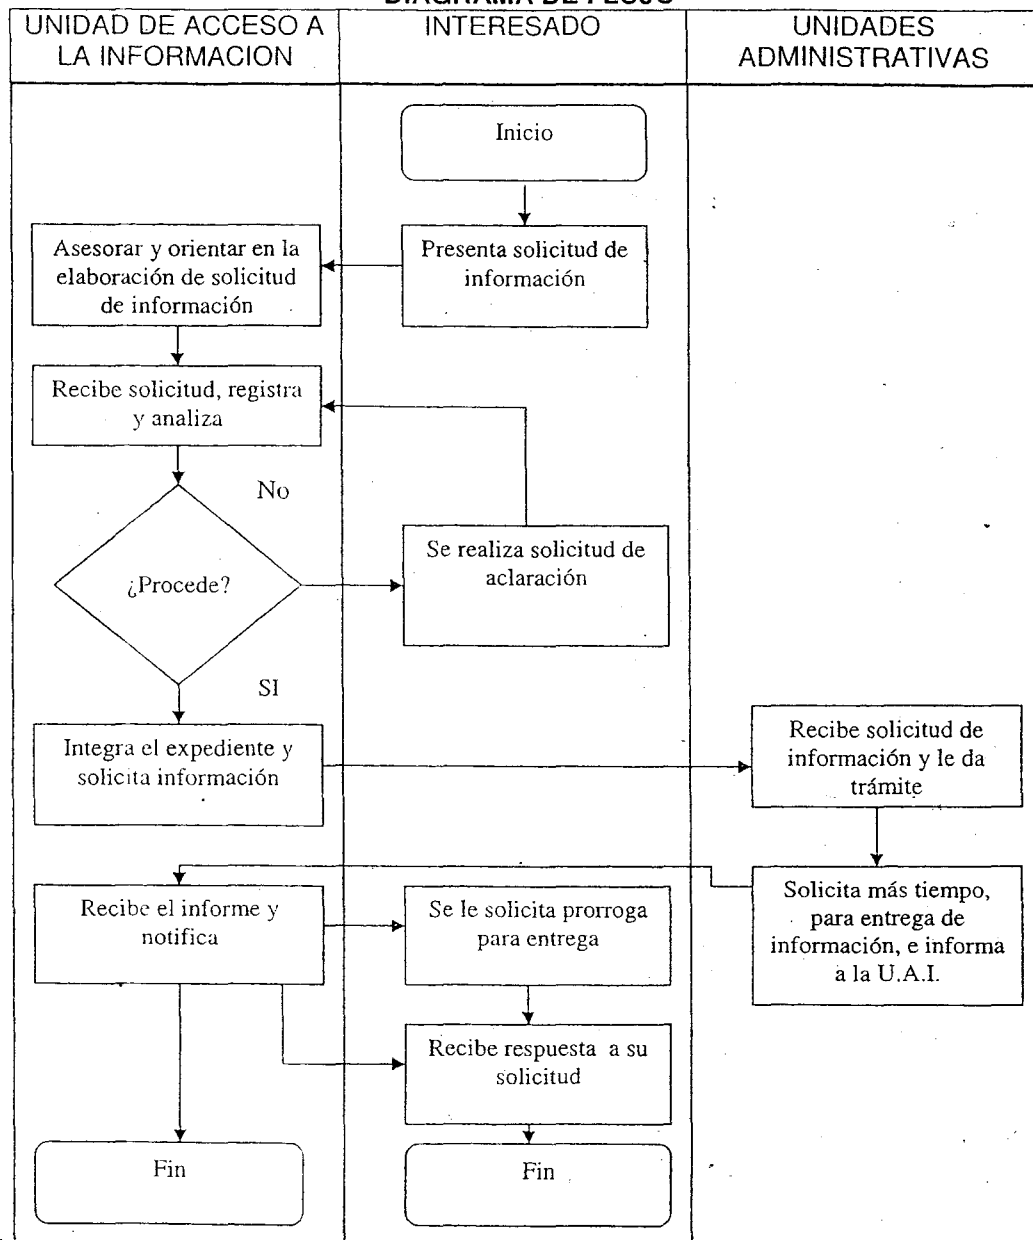 DIAGRAMA DE FLUJO
UNIDAD DE ACCESO A
LA INFORMACION
INTERESADO
UNIDADES
ADMINISTRATIVAS
Inicio
Presenta solicitud de
información
Asesorar y orientar en la
elaboración de solicitud
de información
Recibe solicitud, registra
y analiza
No
¿Procede?
Se realiza solicitud de
aclaración
SI
Integra el expediente y
solicita información
Recibe solicitud de
información y le da
trámite
Solicita más tiempo,
para entrega de
información, e informa
a la U.A.I.
Recibe el informe y
notifica
Se le solicita prorroga
para entrega
Recibe respuesta a su
solicitud
Fin
Fin